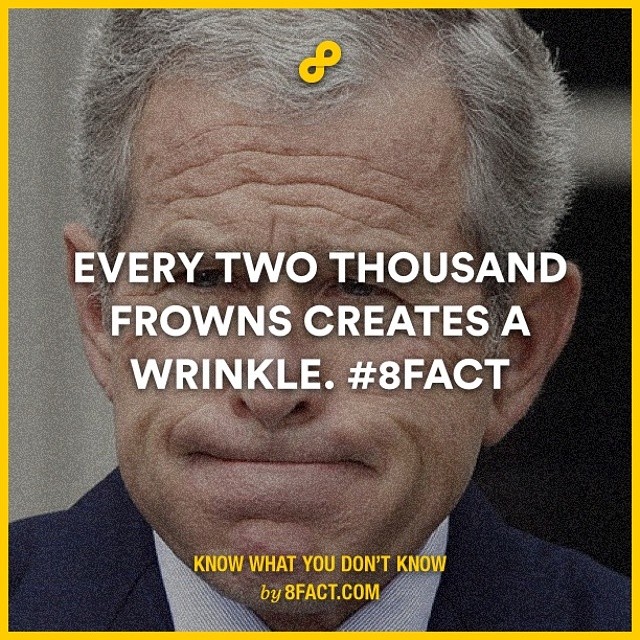 EVERY TWO THOUSAND
FROWNS CREATES A
WRINKLE. #8FACT
KNOW WHAT YOU DON'T KNOW
by 8FACT.COM